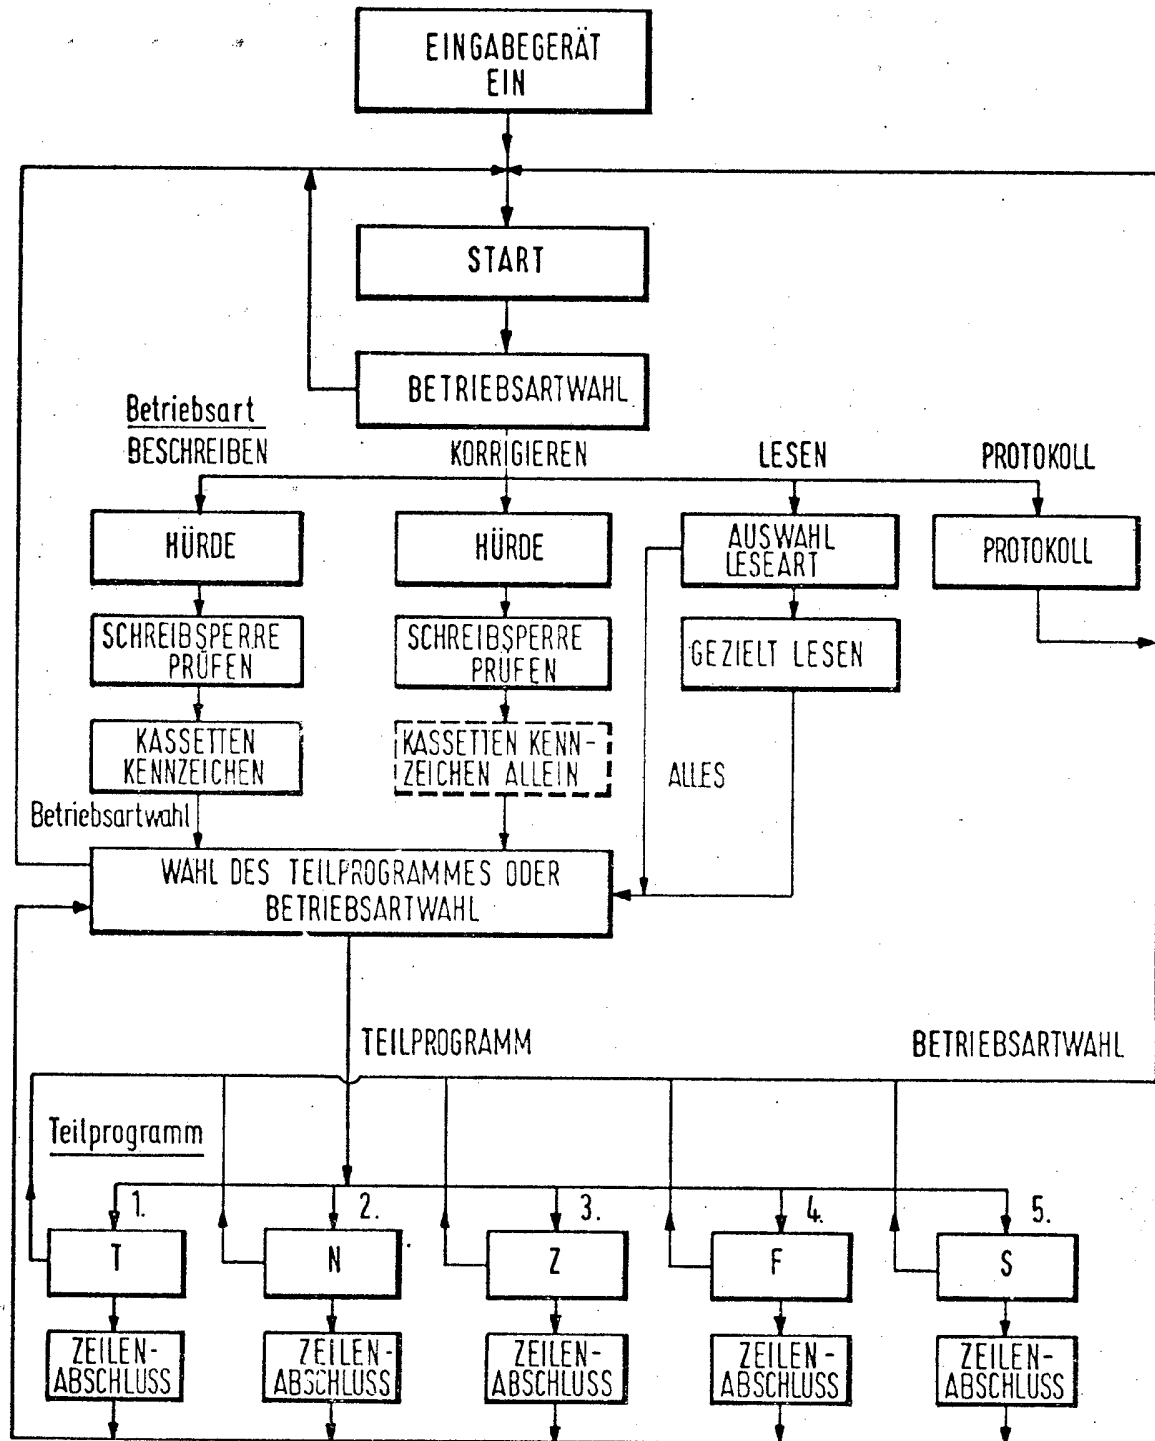 EINGABEGERÄT
EIN
START
BETRIEBSARTWAHL
Betriebsart
BESCHREIBEN
KORRIGIEREN
LESEN
PROTOKOLL
HÜRDE
HÜRDE
AUSWAHL
LESEART
PROTOKOLL
SCHREIBSPERRE
PRÜFEN
SCHREIBSPERRE
PRÜFEN
GEZIELT LESEN
KASSETTEN
KENNZEICHEN
KASSETTEN KENN-
ZEICHEN ALLEIN
ALLES
Betriebsartwahl
WAHL DES TEILPROGRAMMES ODER
BETRIEBSARTWAHL
TEILPROGRAMM
BETRIEBSARTWAHL
Teilprogramm
1.
2.
3.
4.
5.
T
N
Z
F
S
ZEILEN-
ABSCHLUSS
ZEILEN-
ABSCHLUSS
ZEILEN-
ABSCHLUSS
ZEILEN-
ABSCHLUSS
ZEILEN-
ABSCHLUSS